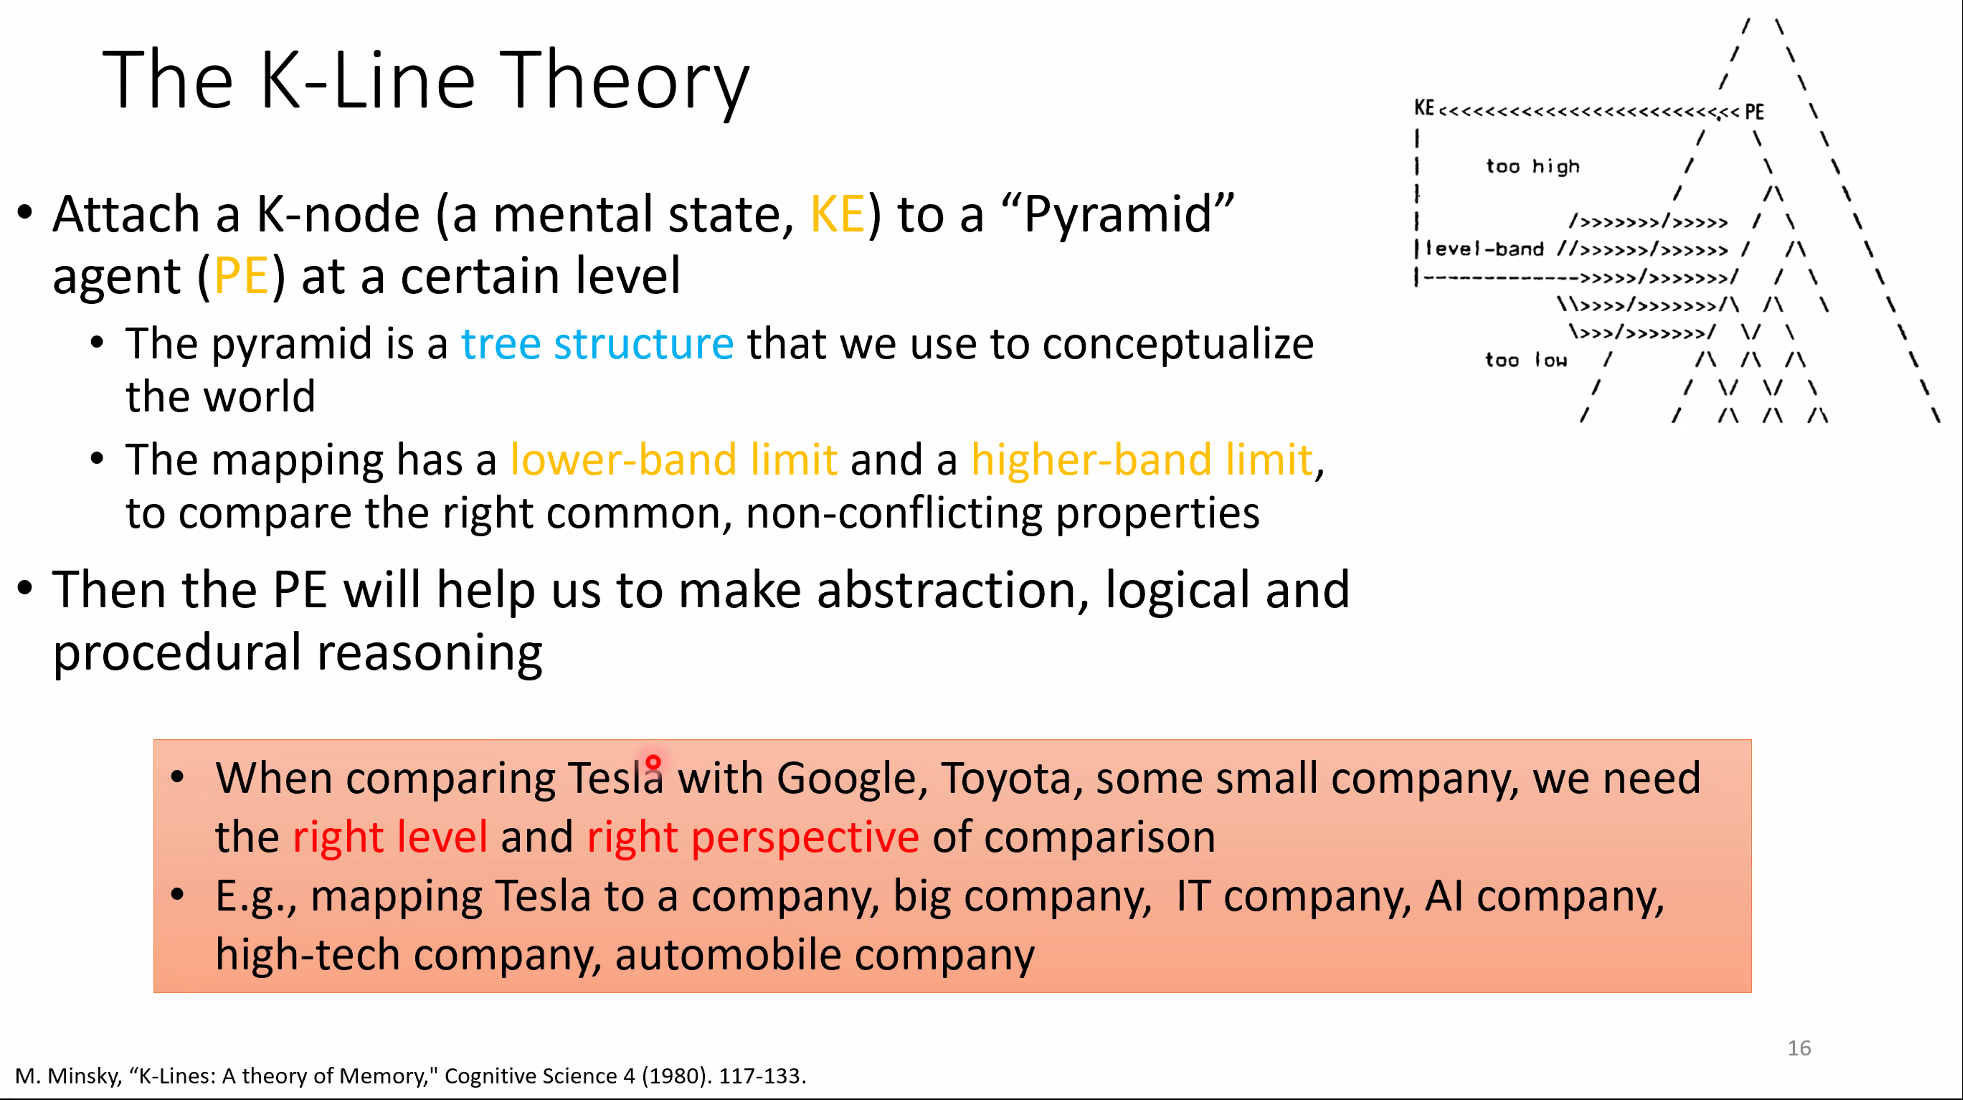 The K-Line Theory
• Attach a K-node (a mental state, KE) to a “Pyramid”
agent (PE) at a certain level
• The pyramid is a tree structure that we use to conceptualize
the world
• The mapping has a lower-band limit and a higher-band limit,
to compare the right common, non-conflicting properties
• Then the PE will help us to make abstraction, logical and
procedural reasoning
KE <<<<<<<<<<<<<<<<<<<<<<<<<< PE
too high
level-band
too low
• When comparing Tesla with Google, Toyota, some small company, we need
the right level and right perspective of comparison
• E.g., mapping Tesla to a company, big company, IT company, AI company,
high-tech company, automobile company
16
M. Minsky, “K-Lines: A theory of Memory," Cognitive Science 4 (1980). 117-133.